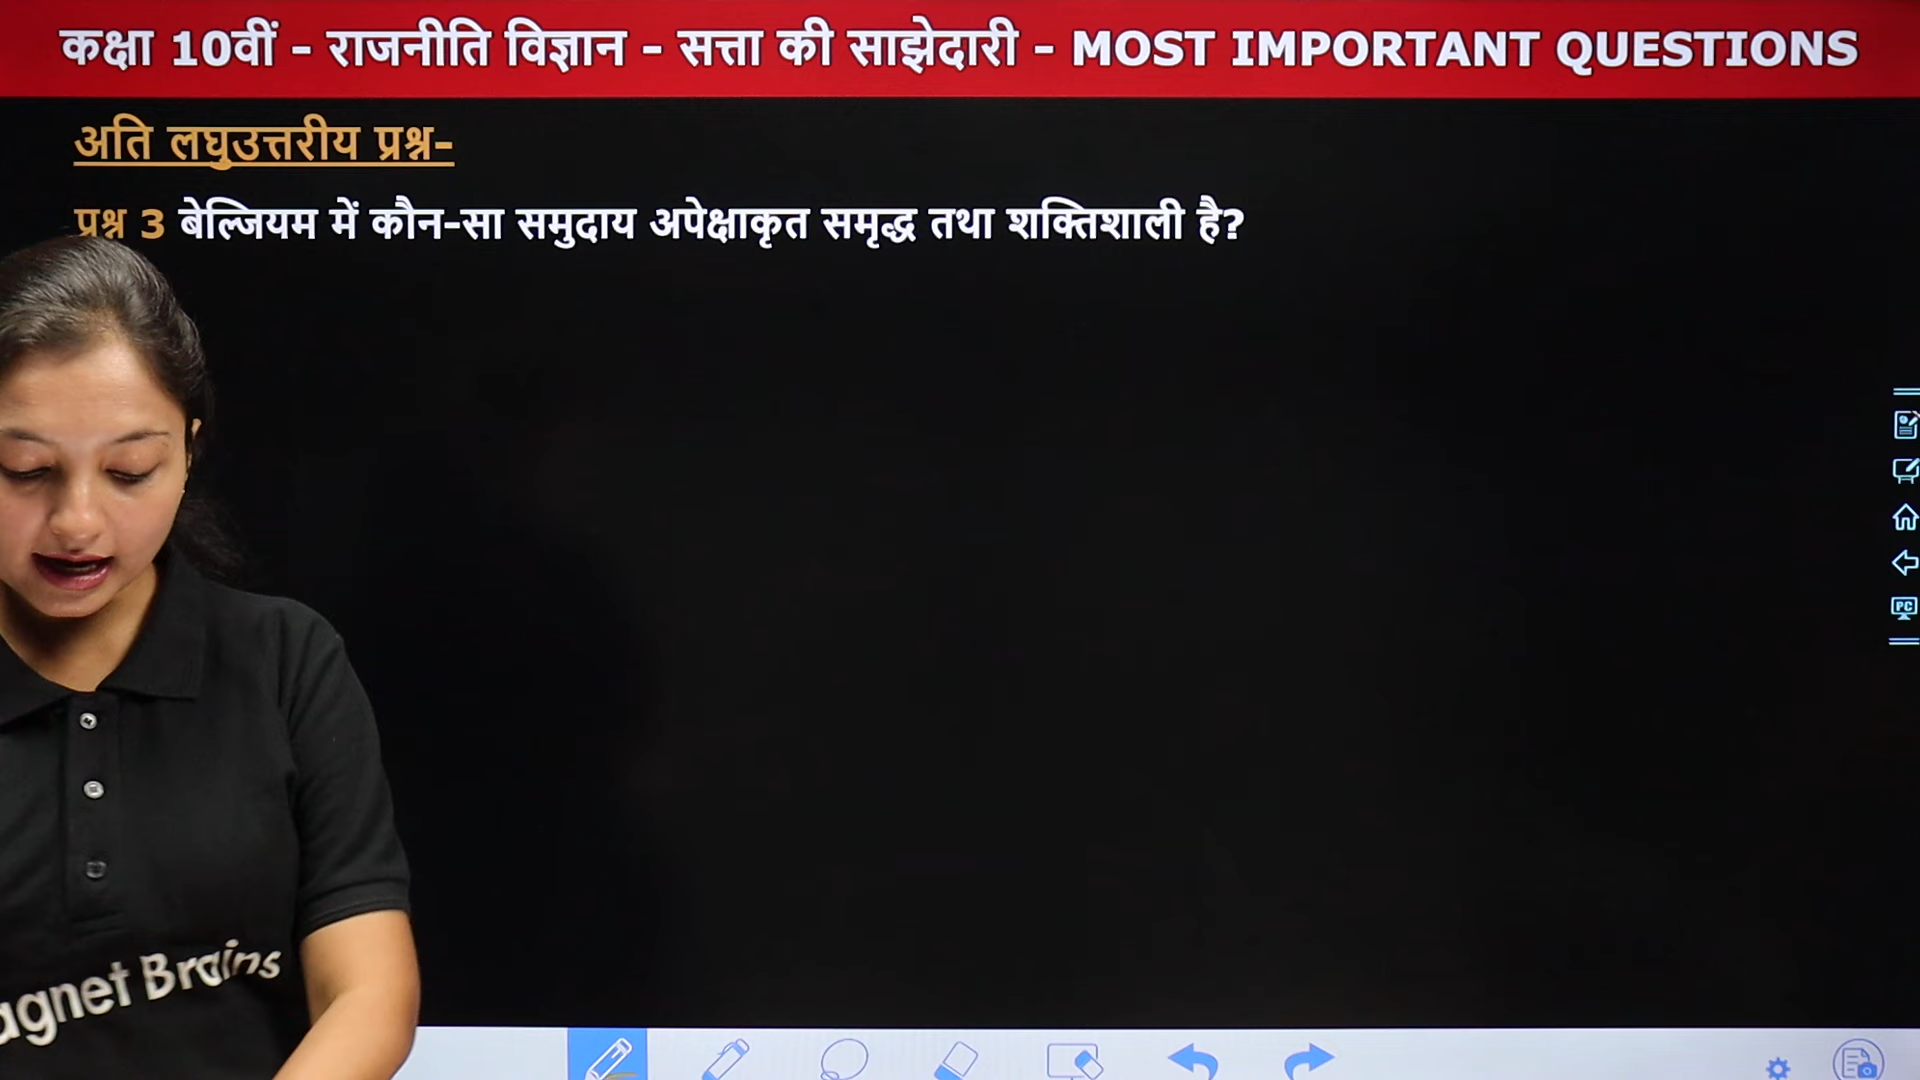 कक्षा 10वीं - राजनीति विज्ञान - सत्ता की साझेदारी - MOST IMPORTANT QUESTIONS
अति लघुउत्तरीय प्रश्न-
प्रश्न 3 बेल्जियम में कौन-सा समुदाय अपेक्षाकृत समृद्ध तथा शक्तिशाली है?
PC
agnet Brains